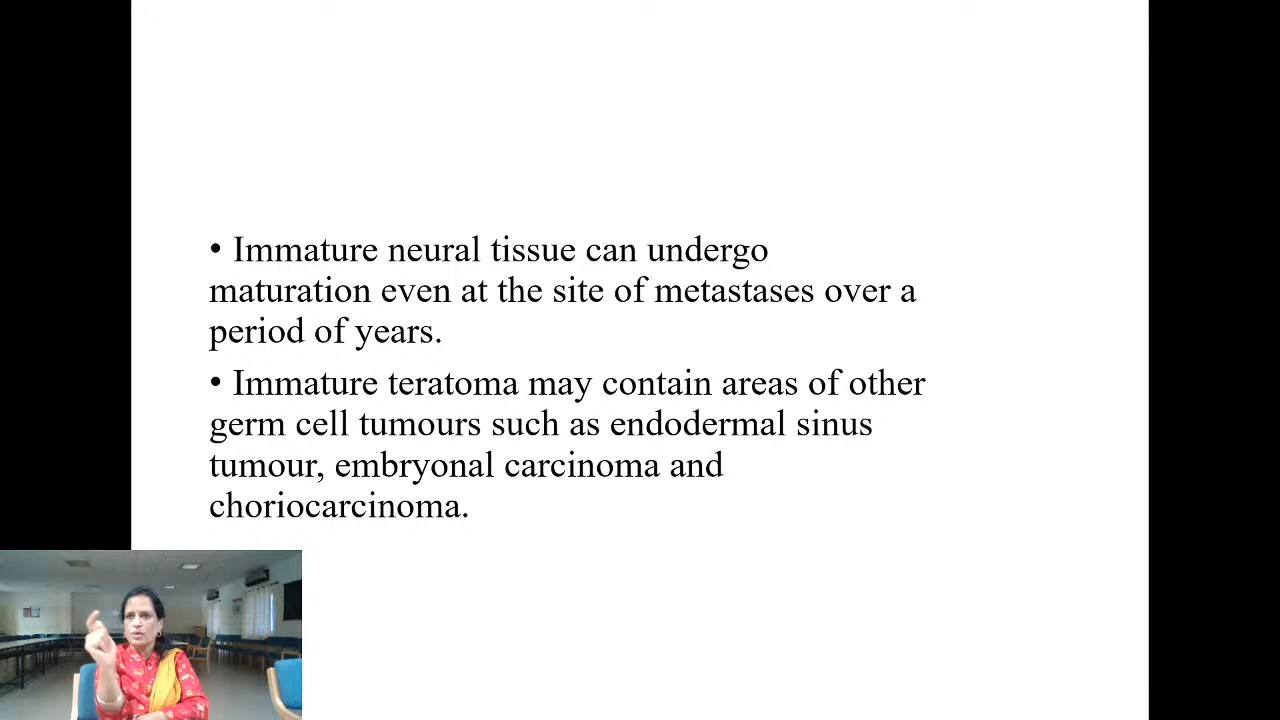 • Immature neural tissue can undergo
maturation even at the site of metastases over a
period of years.
• Immature teratoma may contain areas of other
germ cell tumours such as endodermal sinus
tumour, embryonal carcinoma and
choriocarcinoma.